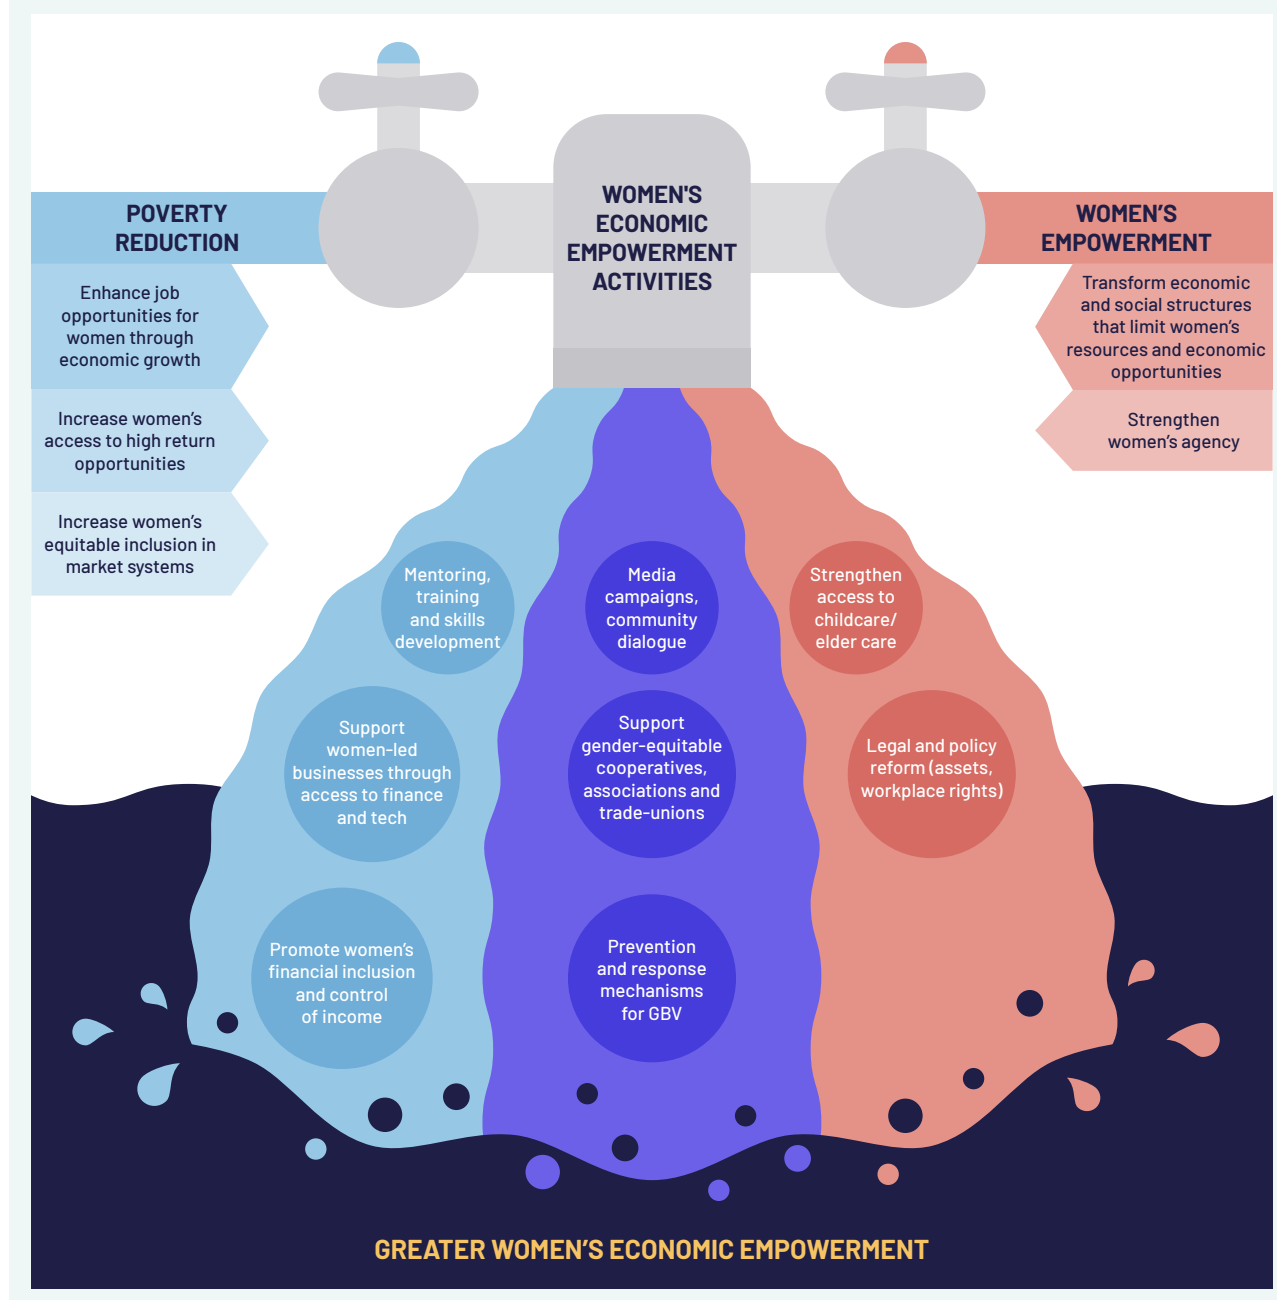 WOMEN'S
ECONOMIC
EMPOWERMENT
ACTIVITIES
POVERTY
REDUCTION
Enhance job
opportunities for
women through
economic growth
Increase women’s
access to high return
opportunities
Increase women’s
equitable inclusion in
market systems
WOMEN’S
EMPOWERMENT
Transform economic
and social structures
that limit women’s
resources and economic
opportunities
Strengthen
women’s agency
Mentoring,
training
and skills
development
Media
campaigns,
community
dialogue
Strengthen
access to
childcare/
elder care
Support
women-led
businesses through
access to finance
and tech
Support
gender-equitable
cooperatives,
associations and
trade-unions
Legal and policy
reform (assets,
workplace rights)
Promote women’s
financial inclusion
and control
of income
Prevention
and response
mechanisms
for GBV
GREATER WOMEN’S ECONOMIC EMPOWERMENT